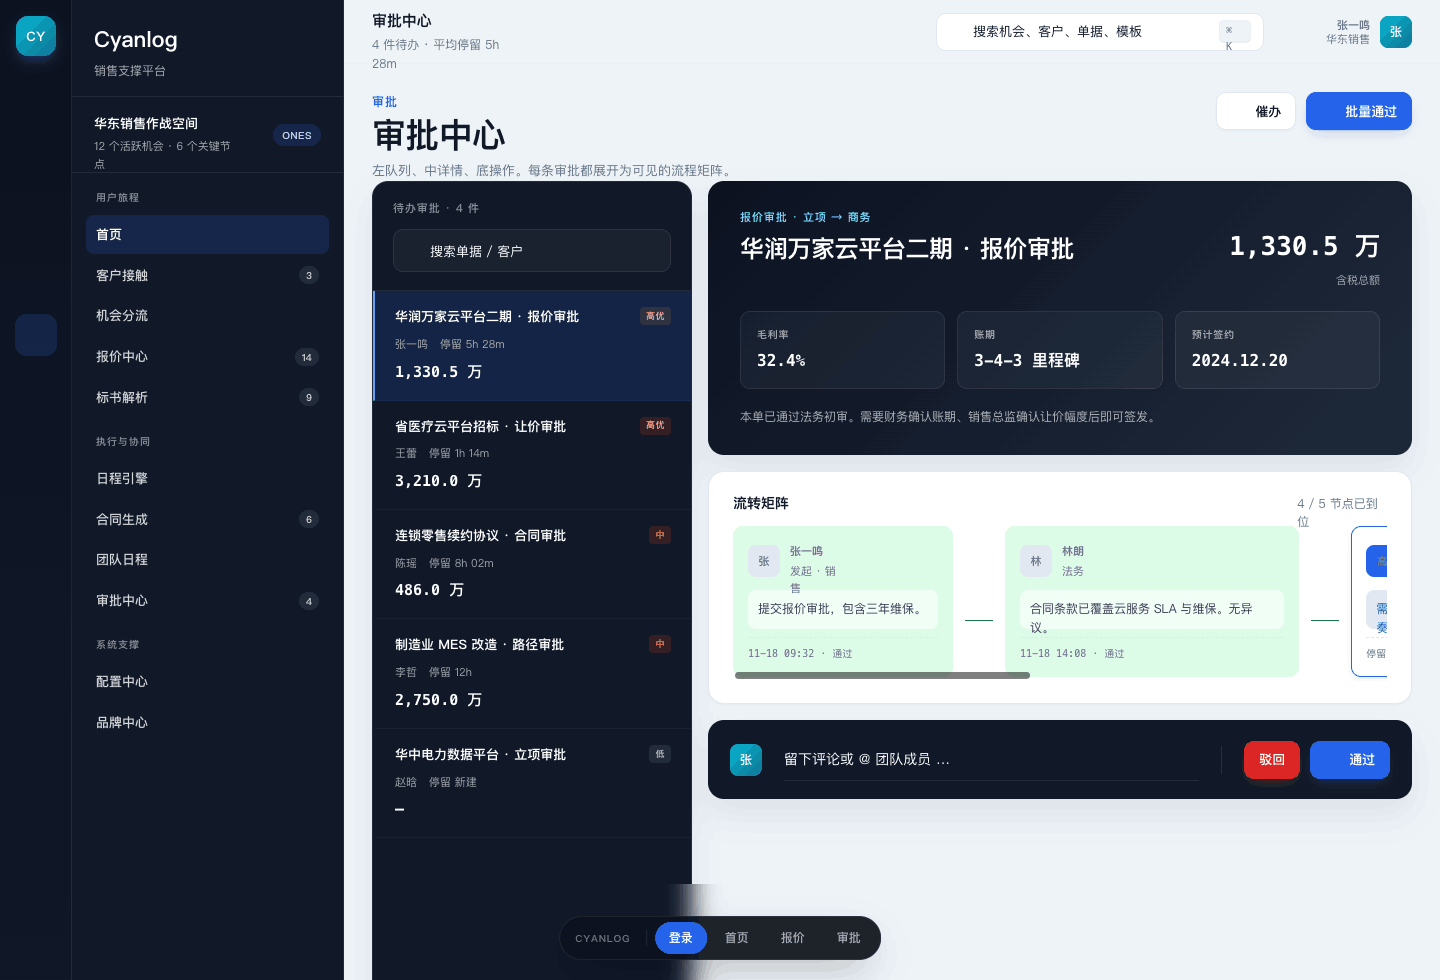 CY
Cyanlog
销售支撑平台
华东销售作战空间
12 个活跃机会 · 6 个关键节
点
ONES
用户旅程
首页
客户接触
3
机会分流
报价中心
14
标书解析
9
执行与协同
日程引擎
合同生成
6
团队日程
审批中心
4
系统支撑
配置中心
品牌中心
审批中心
4 件待办 · 平均停留 5h
28m
搜索机会、客户、单据、模板
⌘
K
张一鸣
华东销售
张
审批
审批中心
左队列、中详情、底操作。每条审批都展开为可见的流程矩阵。
催办
批量通过
待办审批 · 4 件
搜索单据 / 客户
华润万家云平台二期 · 报价审批
高优
张一鸣 停留 5h 28m
1,330.5 万
省医疗云平台招标 · 让价审批
高优
王蕾 停留 1h 14m
3,210.0 万
连锁零售续约协议 · 合同审批
中
陈瑶 停留 8h 02m
486.0 万
制造业 MES 改造 · 路径审批
中
李哲 停留 12h
2,750.0 万
华中电力数据平台 · 立项审批
低
赵晗 停留 新建
—
报价审批 · 立项 → 商务
华润万家云平台二期 · 报价审批
1,330.5 万
含税总额
毛利率
32.4%
账期
3-4-3 里程碑
预计签约
2024.12.20
本单已通过法务初审。需要财务确认账期、销售总监确认让价幅度后即可签发。
流转矩阵
4 / 5 节点已到
位
张
张一鸣
发起 · 销
售
提交报价审批，包含三年维保。
11-18 09:32 · 通过
林
林朗
法务
合同条款已覆盖云服务 SLA 与维保。无异
议。
11-18 14:08 · 通过
需
停留
张
留下评论或 @ 团队成员 ...
驳回
通过
CYANLOG
登录
首页
报价
审批